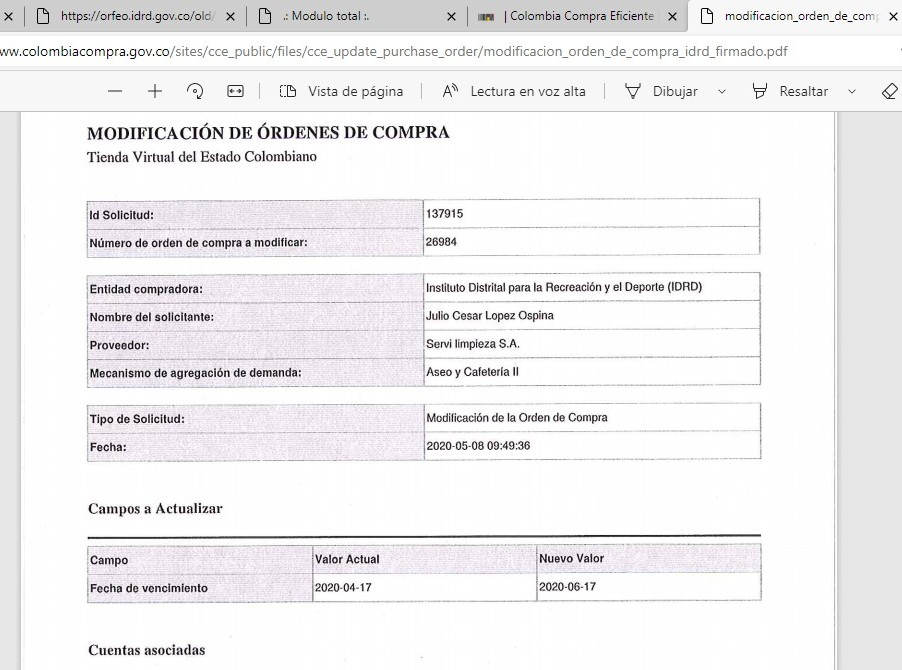 https://orfeo.idrd.gov.co/old/
.: Modulo total :.
| Colombia Compra Eficiente
modificacion_orden_de_com
ww.colombiacompra.gov.co/sites/cce_public/files/cce_update_purchase_order/modificacion_orden_de_compra_idrd_firmado.pdf
Vista de página
Lectura en voz alta
Dibujar
Resaltar
MODIFICACIÓN DE ÓRDENES DE COMPRA
Tienda Virtual del Estado Colombiano
Id Solicitud: 137915
Número de orden de compra a modificar: 26984
Entidad compradora: Instituto Distrital para la Recreación y el Deporte (IDRD)
Nombre del solicitante: Julio Cesar Lopez Ospina
Proveedor: Servi limpieza S.A.
Mecanismo de agregación de demanda: Aseo y Cafetería II
Tipo de Solicitud: Modificación de la Orden de Compra
Fecha: 2020-05-08 09:49:36
Campos a Actualizar
Campo Valor Actual Nuevo Valor
Fecha de vencimiento 2020-04-17 2020-06-17
Cuentas asociadas